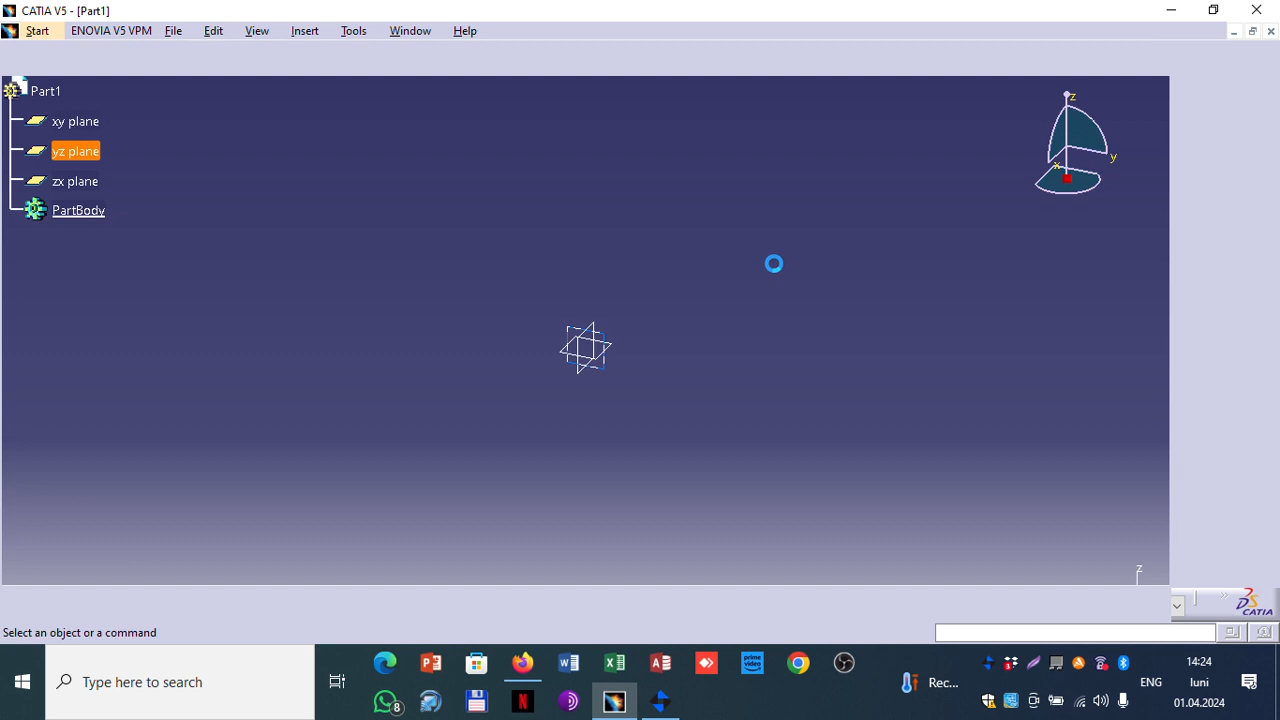 CATIA V5 - [Part1]
Start ENOVIA V5 VPM File Edit View Insert Tools Window Help
Part1
xy plane
yz plane
zx plane
PartBody
z
y
x
z
CATIA
Select an object or a command
Type here to search
prime video
8
Rec...
ENG
14:24
luni
01.04.2024